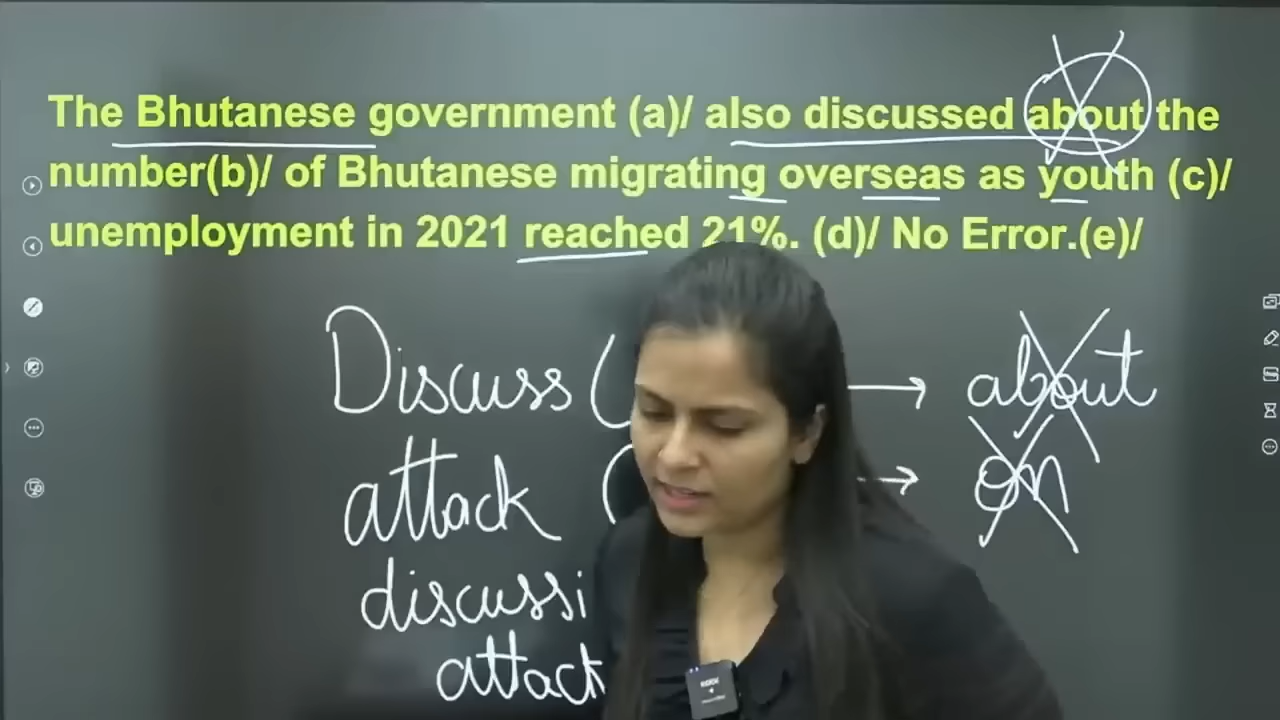 The Bhutanese government (a)/ also discussed about the
number(b)/ of Bhutanese migrating overseas as youth (c)/
unemployment in 2021 reached 21%. (d)/ No Error.(e)/
Discuss ( → about
attack ( → on
discussi
attack